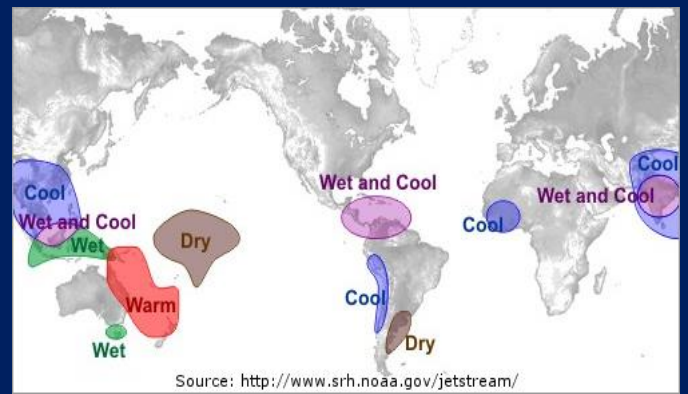 Wet and Cool
Cool
Cool
Wet and Cool
Wet and Cool
Cool
Wet
Dry
Cool
Warm
Wet
Dry
Source: http://www.srh.noaa.gov/jetstream/